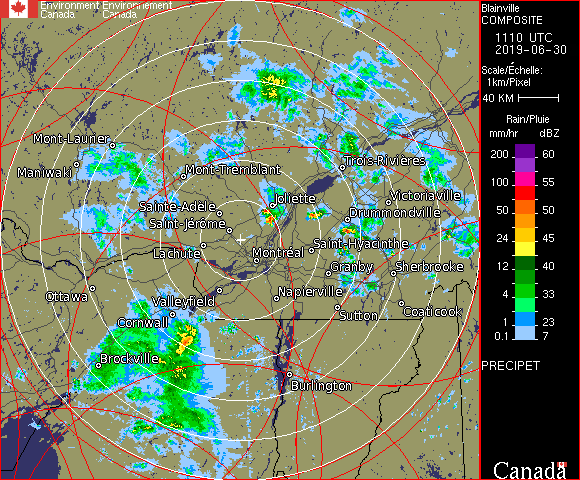 Environment Environnement
Canada Canada
Mont-Laurier
Maniwaki
Mont-Tremblant
Trois-Rivières
Joliette
Victoriaville
Sainte-Adèle
Drummondville
Saint-Jérôme
Lachute
Montréal
Saint-Hyacinthe
Granby
Sherbrooke
Ottawa
Valleyfield
Napierville
Cornwall
Sutton
Coaticook
Brockville
Burlington
Blainville
COMPOSITE
1110 UTC
2019-06-30
Scale/Échelle:
1km/Pixel
40 KM
Rain/Pluie
mm/hr dBZ
200 60
100 55
50 50
24 45
12 40
4 33
1 23
0.1 7
PRECIPET
Canada